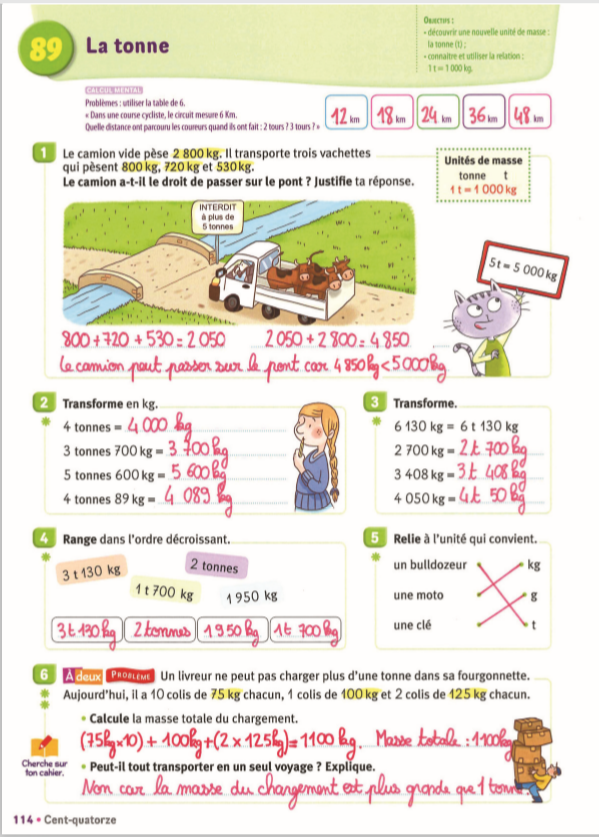 89 La tonne
OBJECTIFS :
• découvrir une nouvelle unité de masse :
la tonne (t) ;
• connaitre et utiliser la relation :
1 t = 1 000 kg.
CALCUL MENTAL
Problèmes : utiliser la table de 6.
« Dans une course cycliste, le circuit mesure 6 Km.
Quelle distance ont parcouru les coureurs quand ils ont fait : 2 tours ? 3 tours ? »
12 km 18 km 24 km 36 km 48 km
1 Le camion vide pèse 2 800 kg. Il transporte trois vachettes
qui pèsent 800 kg, 720 kg et 530 kg.
Le camion a-t-il le droit de passer sur le pont ? Justifie ta réponse.
Unités de masse
tonne t
1 t = 1 000 kg
INTERDIT
à plus de
5 tonnes
5t = 5 000 kg
800 + 720 + 530 = 2 050 2 050 + 2 800 = 4 850
Le camion peut passer sur le pont car 4 850 kg < 5 000 kg
2 Transforme en kg.
4 tonnes = 4 000 kg
3 tonnes 700 kg = 3 700 kg
5 tonnes 600 kg = 5 600 kg
4 tonnes 89 kg = 4 089 kg
3 Transforme.
6 130 kg = 6 t 130 kg
2 700 kg = 2 t 700 kg
3 408 kg = 3 t 408 kg
4 050 kg = 4 t 50 kg
4 Range dans l'ordre décroissant.
3 t 130 kg 2 tonnes
1 t 700 kg 1 950 kg
3 t 130 kg 2 tonnes 1 950 kg 1 t 700 kg
5 Relie à l'unité qui convient.
un bulldozeur kg
une moto g
une clé t
6 À deux PROBLÈME Un livreur ne peut pas charger plus d'une tonne dans sa fourgonnette.
Aujourd'hui, il a 10 colis de 75 kg chacun, 1 colis de 100 kg et 2 colis de 125 kg chacun.
• Calcule la masse totale du chargement.
(75kg x 10) + 100kg + (2 x 125kg) = 1100 kg. Masse totale : 1100kg
Cherche sur
ton cahier.
• Peut-il tout transporter en un seul voyage ? Explique.
Non car la masse du chargement est plus grande que 1 tonne.
114 • Cent-quatorze